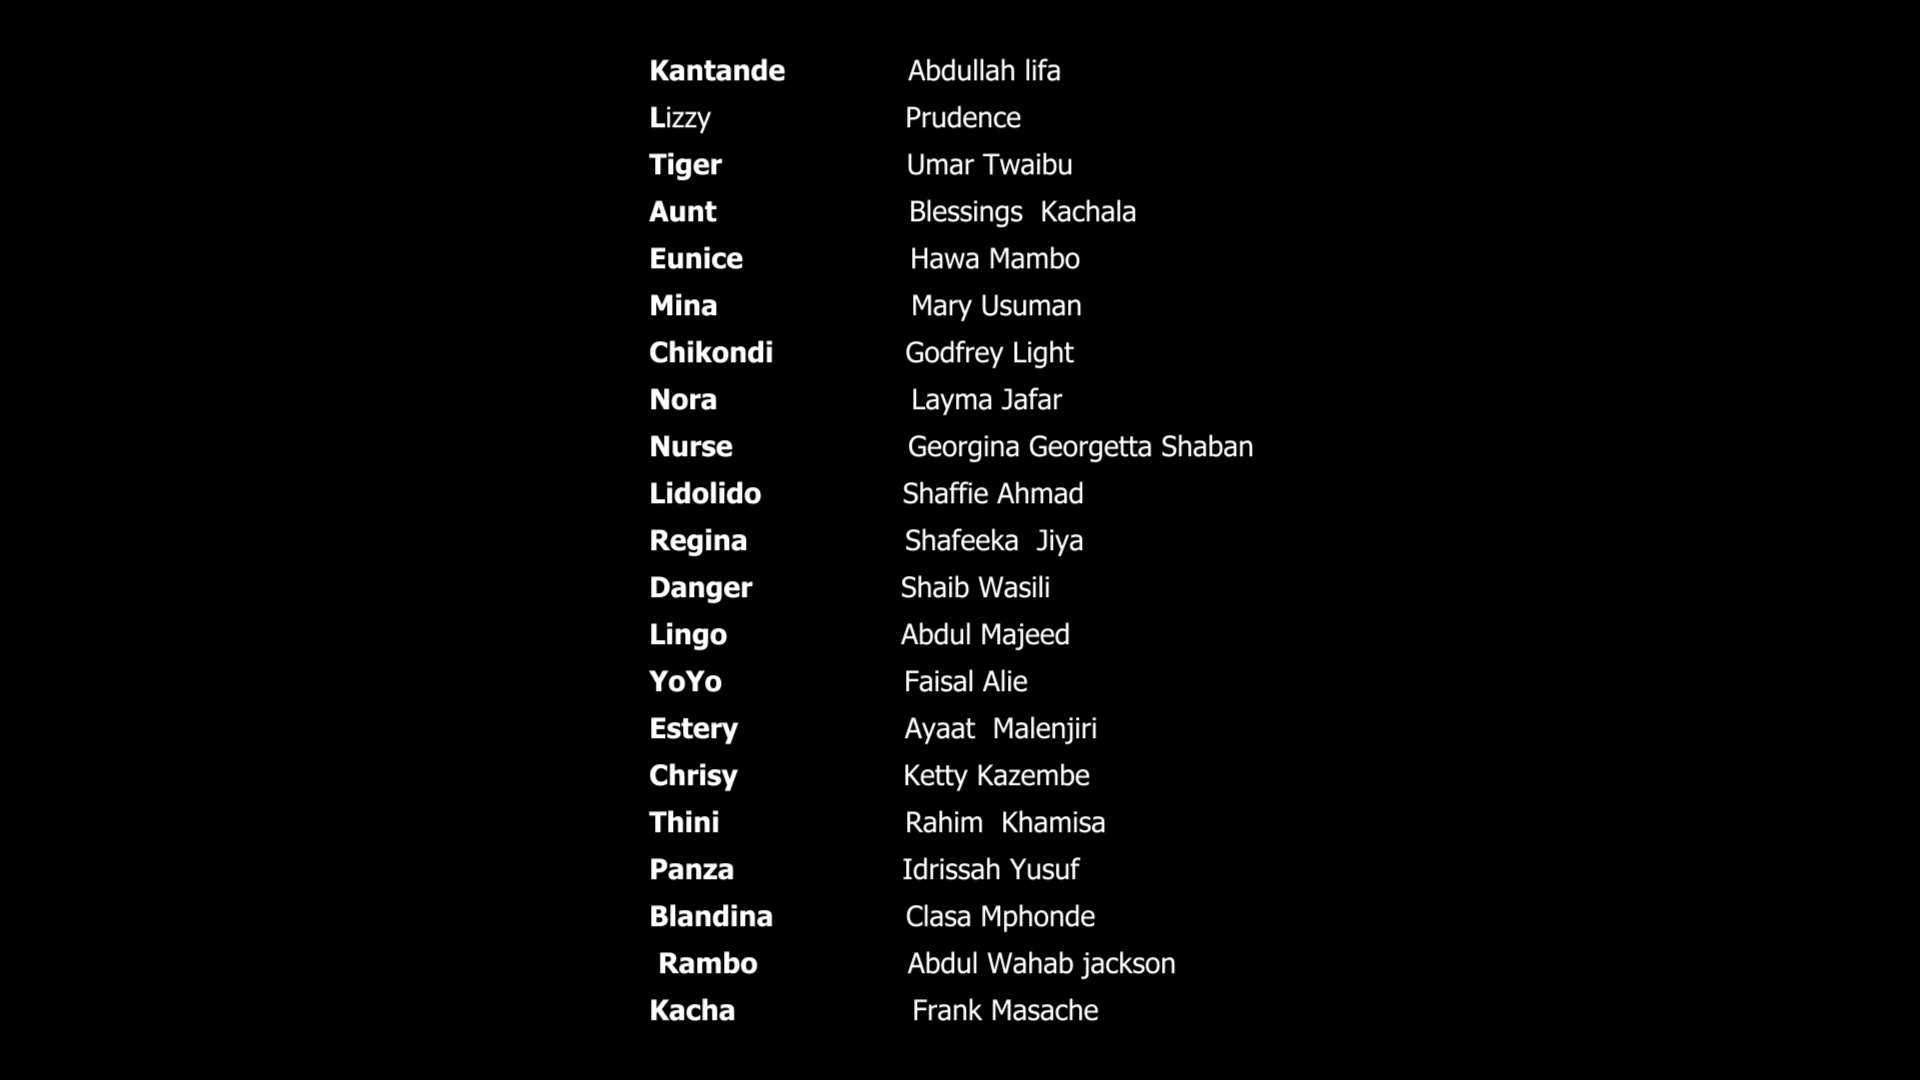 Kantande Abdullah lifa
Lizzy Prudence
Tiger Umar Twaibu
Aunt Blessings Kachala
Eunice Hawa Mambo
Mina Mary Usuman
Chikondi Godfrey Light
Nora Layma Jafar
Nurse Georgina Georgetta Shaban
Lidolido Shaffie Ahmad
Regina Shafeeka Jiya
Danger Shaib Wasili
Lingo Abdul Majeed
YoYo Faisal Alie
Estery Ayaat Malenjiri
Chrisy Ketty Kazembe
Thini Rahim Khamisa
Panza Idrissah Yusuf
Blandina Clasa Mphonde
Rambo Abdul Wahab jackson
Kacha Frank Masache